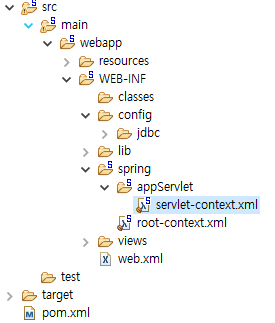 src
main
webapp
resources
WEB-INF
classes
config
jdbc
lib
spring
appServlet
servlet-context.xml
root-context.xml
views
web.xml
test
target
pom.xml